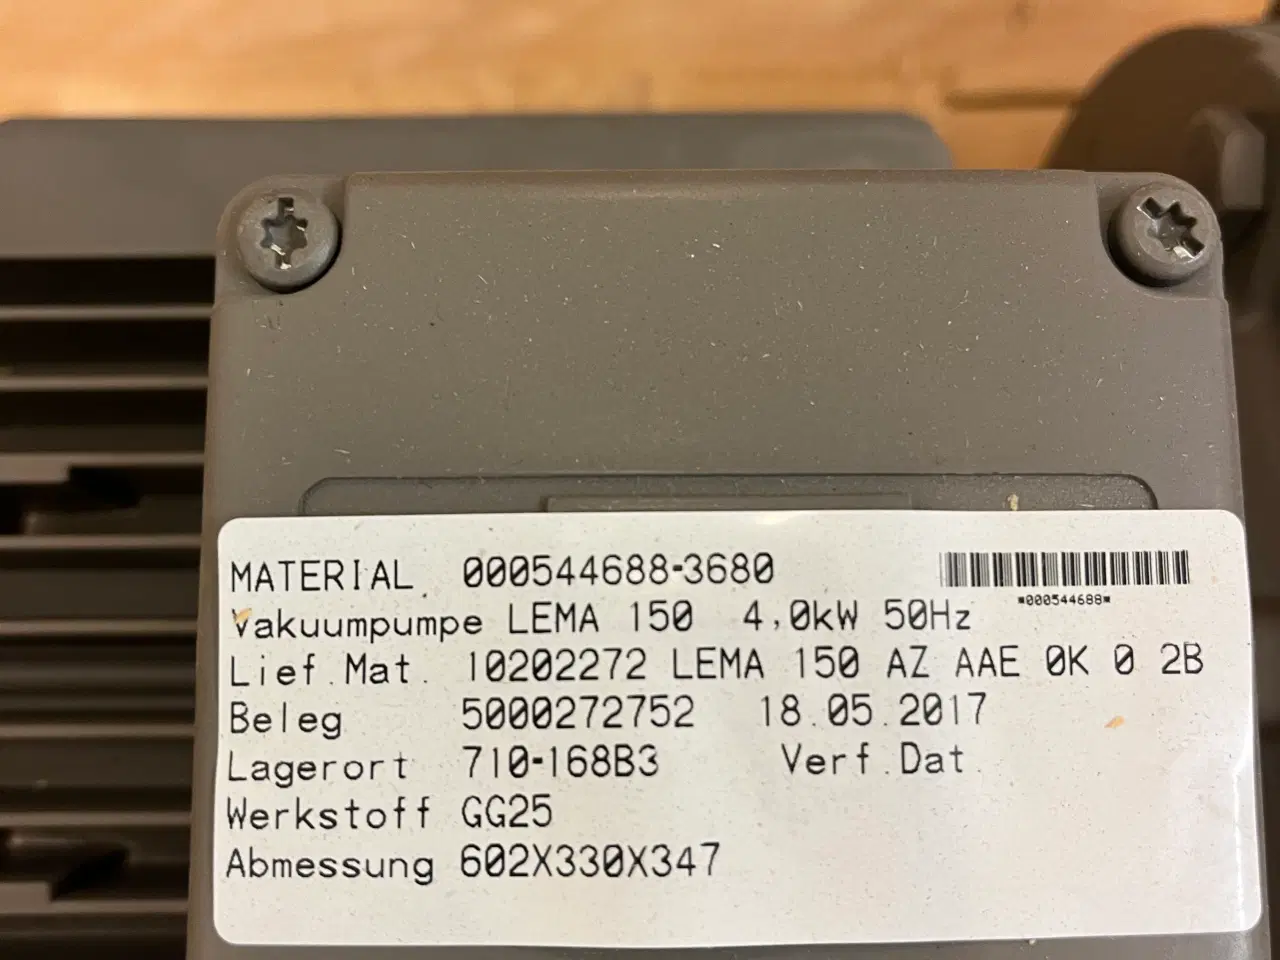 MATERIAL 000544688-3680
*000544688*
Vakuumpumpe LEMA 150 4,0kW 50Hz
Lief.Mat. 10202272 LEMA 150 AZ AAE 0K 0 2B
Beleg 5000272752 18.05.2017
Lagerort 710-168B3 Verf.Dat.
Werkstoff GG25
Abmessung 602X330X347